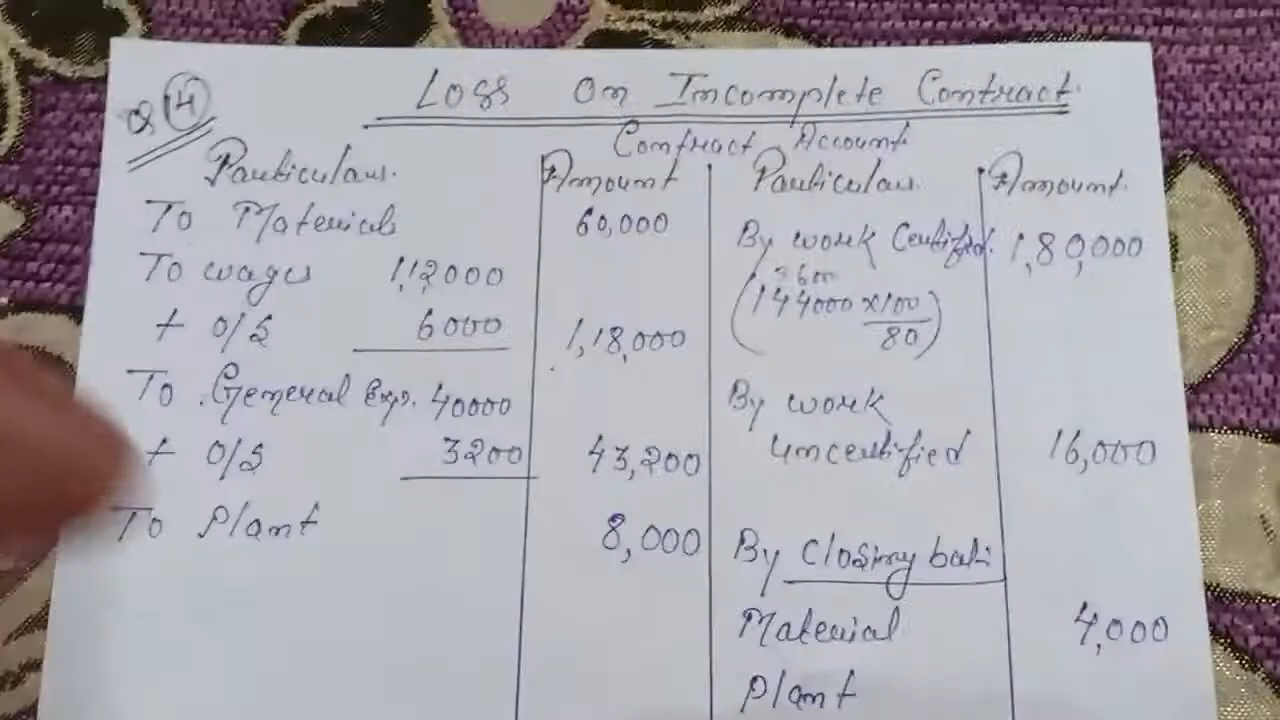 Q (14)
Loss On Incomplete Contract
Contract Account
Particulars. Amount Particulars. Amount.
To Materials 60,000 By work Certified. 1,80,000
To wages 1,12,000
+ O/S 6000 1,18,000
3600
(144000 x 100 / 80)
To General Exp. 40000 By work
+ O/S 3200 43,200 uncertified 16,000
To Plant 8,000 By Closing bal:
Material 4,000
Plant